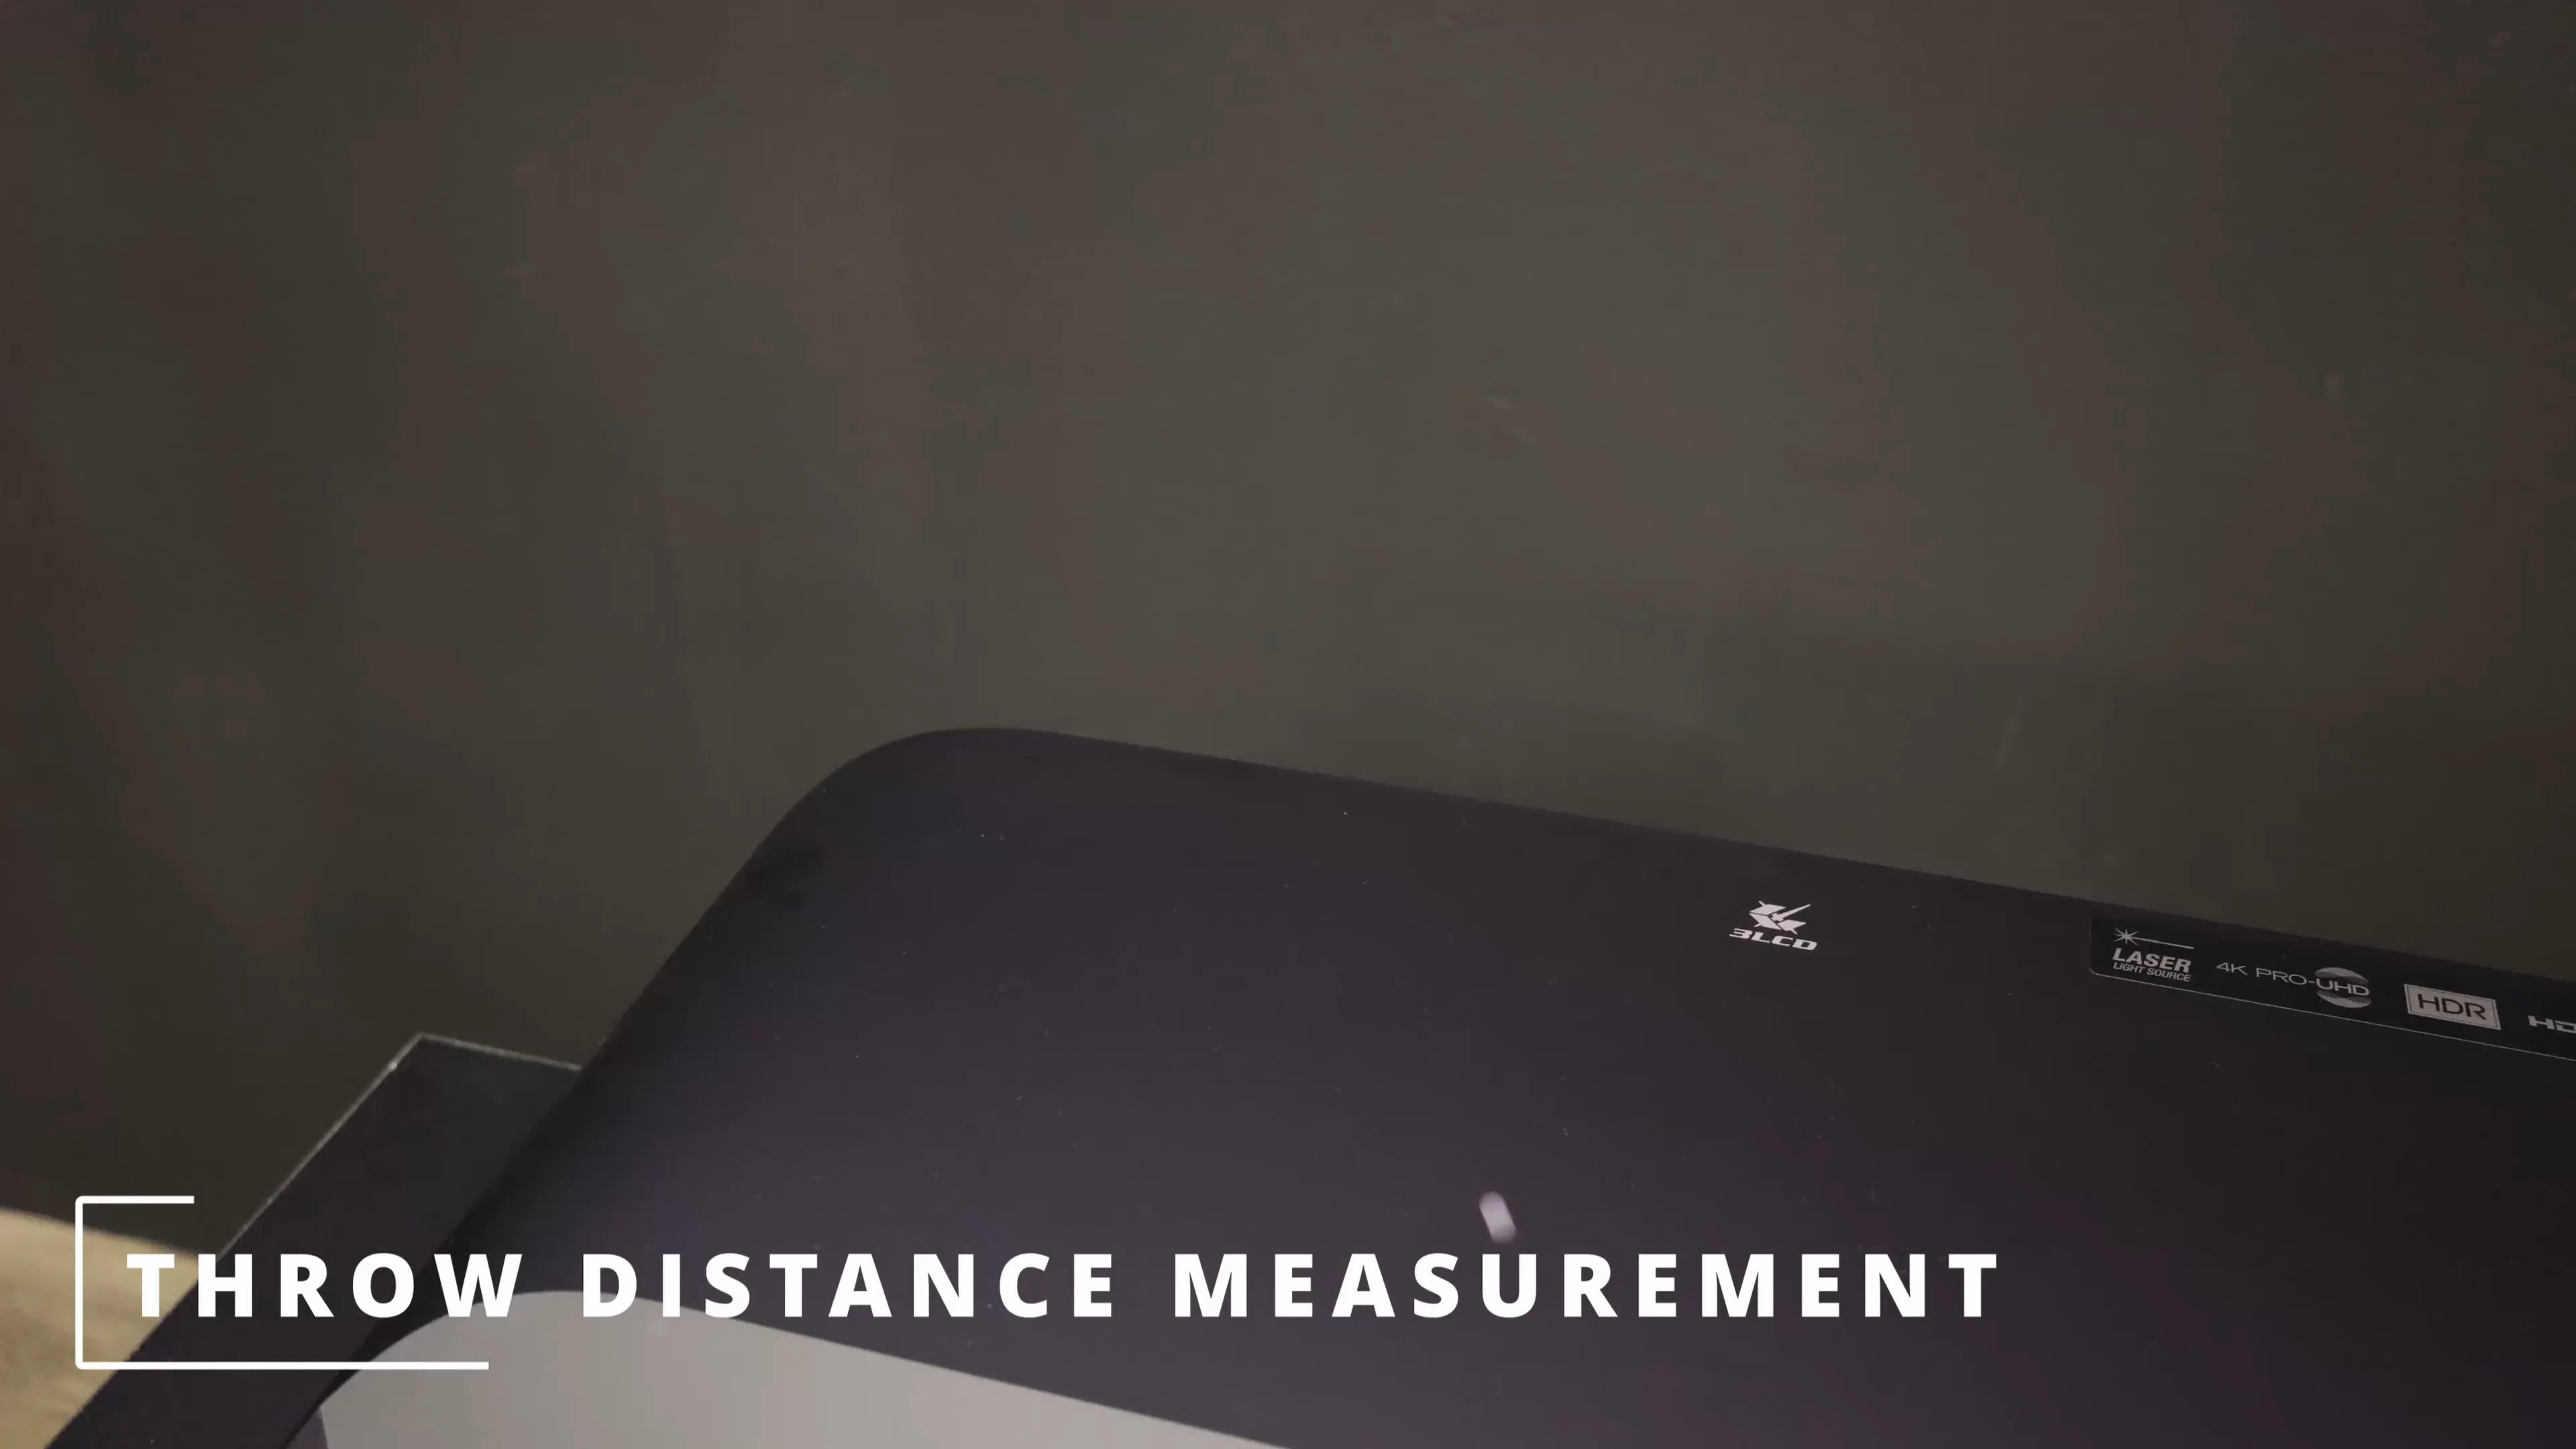 3LCD
LASER
LIGHT SOURCE
4K PRO-UHD
HDR
THROW DISTANCE MEASUREMENT